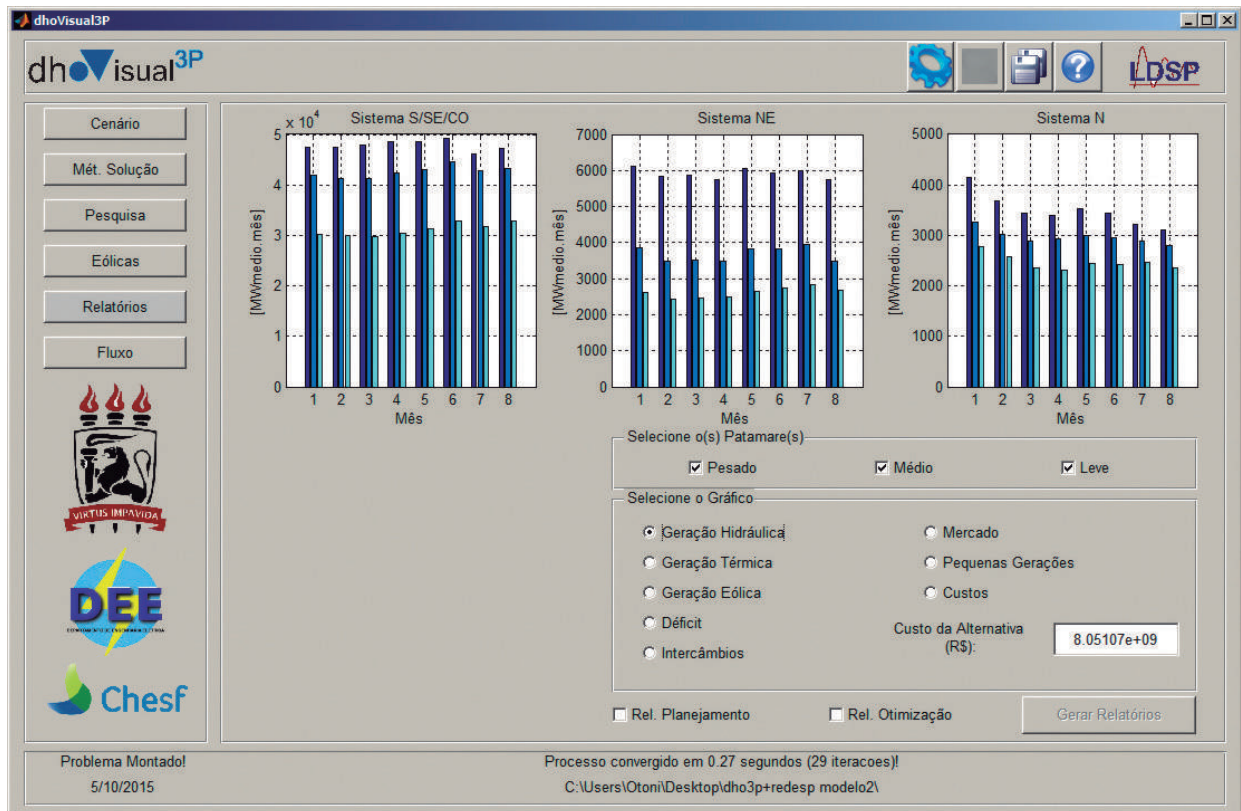 dhoVisual3P
dhoVisual3P
LDSP
Cenário
Mét. Solução
Pesquisa
Eólicas
Relatórios
Fluxo
VIRTUS IMPAVIDA
DEE
Chesf
x 10^4
Sistema S/SE/CO
5
4
3
2
1
0
[MWmedio.mês]
1 2 3 4 5 6 7 8
Mês
Sistema NE
7000
6000
5000
4000
3000
2000
1000
0
[MWmedio.mês]
1 2 3 4 5 6 7 8
Mês
Sistema N
5000
4000
3000
2000
1000
0
[MWmedio.mês]
1 2 3 4 5 6 7 8
Mês
Selecione o(s) Patamare(s)
Pesado Médio Leve
Selecione o Gráfico
Geração Hidráulica
Geração Térmica
Geração Eólica
Déficit
Intercâmbios
Mercado
Pequenas Gerações
Custos
Custo da Alternativa
(R$):
8.05107e+09
Rel. Planejamento
Rel. Otimização
Gerar Relatórios
Problema Montado!
5/10/2015
Processo convergido em 0.27 segundos (29 iteracoes)!
C:\Users\Otoni\Desktop\dho3p+redesp modelo2\